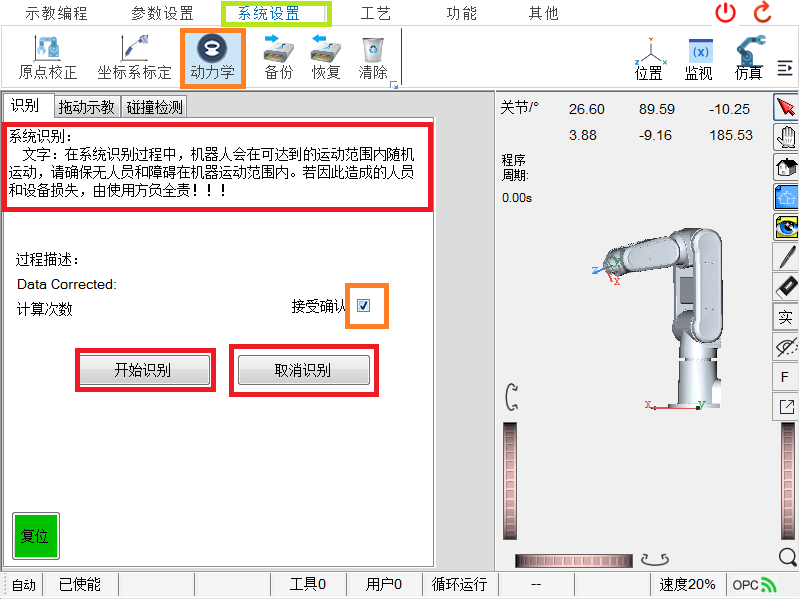 示教编程 参数设置 系统设置 工艺 功能 其他
原点校正 坐标系标定 动力学 备份 恢复 清除 位置 (x) 监视 仿真
识别 拖动示教 碰撞检测
系统识别：
文字：在系统识别过程中，机器人会在可达到的运动范围内随机
运动，请确保无人员和障碍在机器运动范围内。若因此造成的人员
和设备损失，由使用方负全责！！！
过程描述：
Data Corrected:
计算次数
接受确认
开始识别 取消识别
复位
关节/° 26.60 89.59 -10.25
3.88 -9.16 185.53
程序
周期:
0.00s
z
x
x y
实
F
自动 已使能 工具0 用户0 循环运行 -- 速度20% OPC